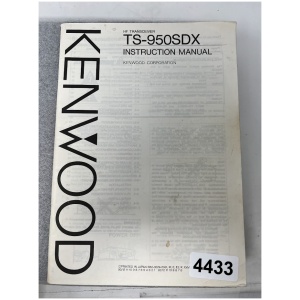 KENWOOD
HF TRANSCEIVER
TS-950SDX
INSTRUCTION MANUAL
KENWOOD CORPORATION
4433